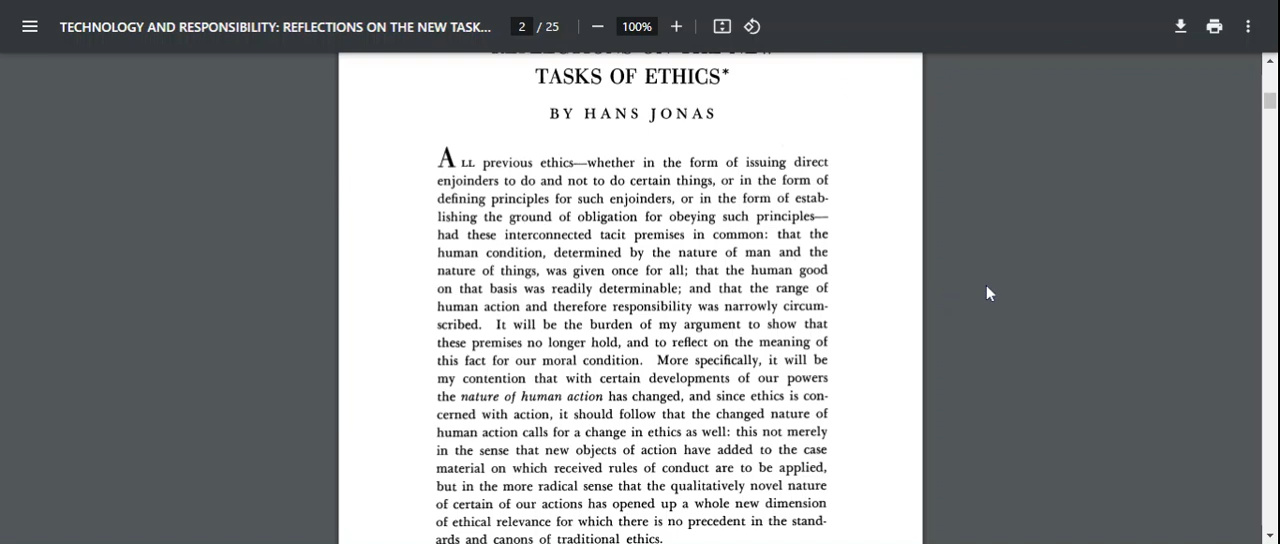 TECHNOLOGY AND RESPONSIBILITY: REFLECTIONS ON THE NEW TASK...
2 / 25
100%
TASKS OF ETHICS*
BY HANS JONAS
ALL previous ethics—whether in the form of issuing direct
enjoinders to do and not to do certain things, or in the form of
defining principles for such enjoinders, or in the form of estab-
lishing the ground of obligation for obeying such principles—
had these interconnected tacit premises in common: that the
human condition, determined by the nature of man and the
nature of things, was given once for all; that the human good
on that basis was readily determinable; and that the range of
human action and therefore responsibility was narrowly circum-
scribed. It will be the burden of my argument to show that
these premises no longer hold, and to reflect on the meaning of
this fact for our moral condition. More specifically, it will be
my contention that with certain developments of our powers
the nature of human action has changed, and since ethics is con-
cerned with action, it should follow that the changed nature of
human action calls for a change in ethics as well: this not merely
in the sense that new objects of action have added to the case
material on which received rules of conduct are to be applied,
but in the more radical sense that the qualitatively novel nature
of certain of our actions has opened up a whole new dimension
of ethical relevance for which there is no precedent in the stand-
ards and canons of traditional ethics.